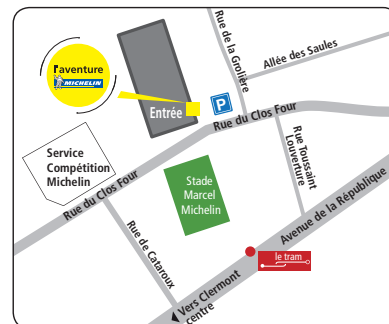 Rue de la Grolière
Allée des Saules
l'aventure
MICHELIN
Entrée
P
Rue du Clos Four
Rue Toussaint
Louverture
Service
Compétition
Michelin
Rue du Clos Four
Stade
Marcel
Michelin
Rue de Cataroux
Avenue de la République
le tram
Vers Clermont
centre